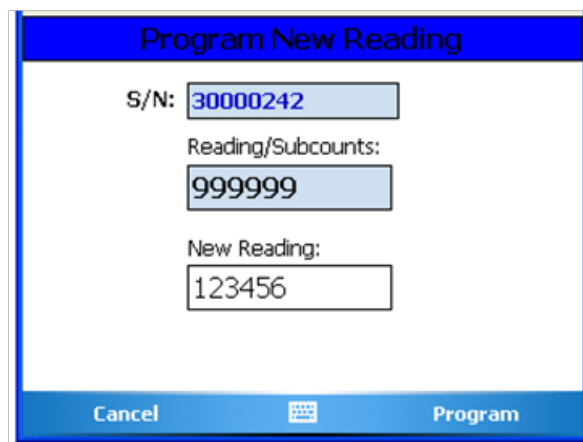 Program New Reading
S/N: 30000242
Reading/Subcounts:
999999
New Reading:
123456
Cancel Program